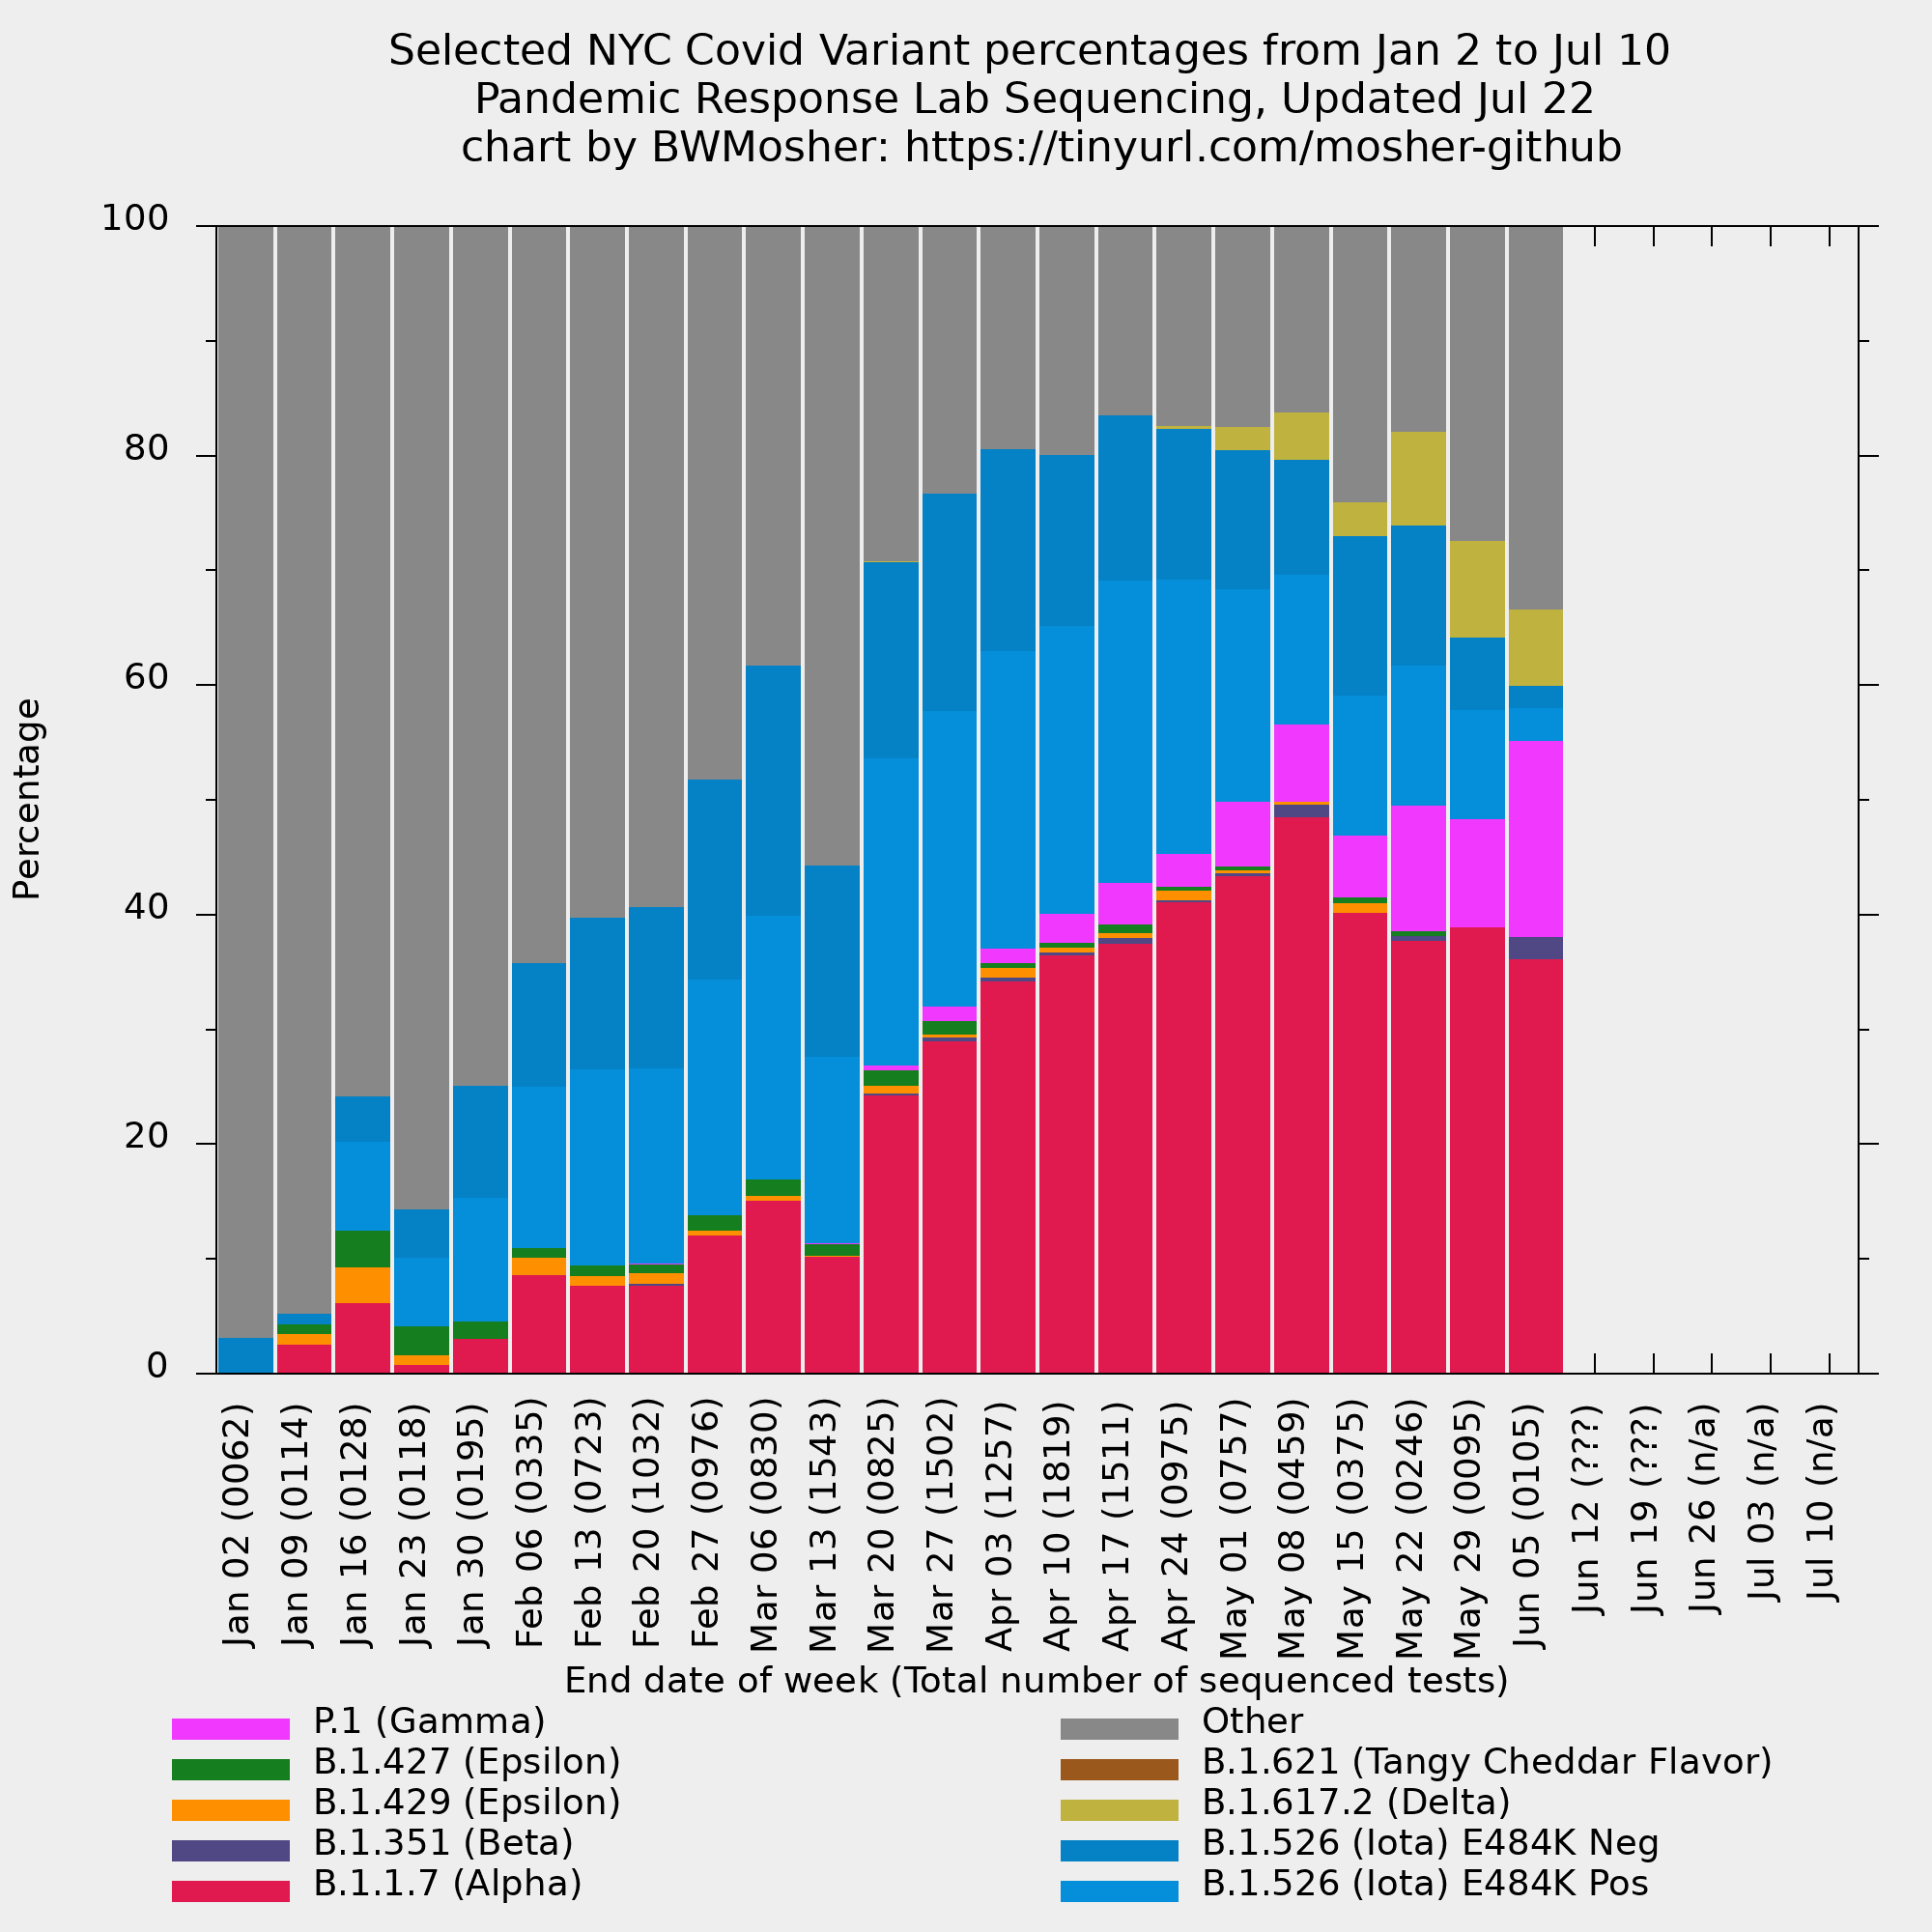 Selected NYC Covid Variant percentages from Jan 2 to Jul 10
Pandemic Response Lab Sequencing, Updated Jul 22
chart by BWMosher: https://tinyurl.com/mosher-github
100
80
60
40
20
0
Percentage
Jan 02 (0062)
Jan 09 (0114)
Jan 16 (0128)
Jan 23 (0118)
Jan 30 (0195)
Feb 06 (0335)
Feb 13 (0723)
Feb 20 (1032)
Feb 27 (0976)
Mar 06 (0830)
Mar 13 (1543)
Mar 20 (0825)
Mar 27 (1502)
Apr 03 (1257)
Apr 10 (1819)
Apr 17 (1511)
Apr 24 (0975)
May 01 (0757)
May 08 (0459)
May 15 (0375)
May 22 (0246)
May 29 (0095)
Jun 05 (0105)
Jun 12 (???)
Jun 19 (???)
Jun 26 (n/a)
Jul 03 (n/a)
Jul 10 (n/a)
End date of week (Total number of sequenced tests)
P.1 (Gamma)
B.1.427 (Epsilon)
B.1.429 (Epsilon)
B.1.351 (Beta)
B.1.1.7 (Alpha)
Other
B.1.621 (Tangy Cheddar Flavor)
B.1.617.2 (Delta)
B.1.526 (Iota) E484K Neg
B.1.526 (Iota) E484K Pos